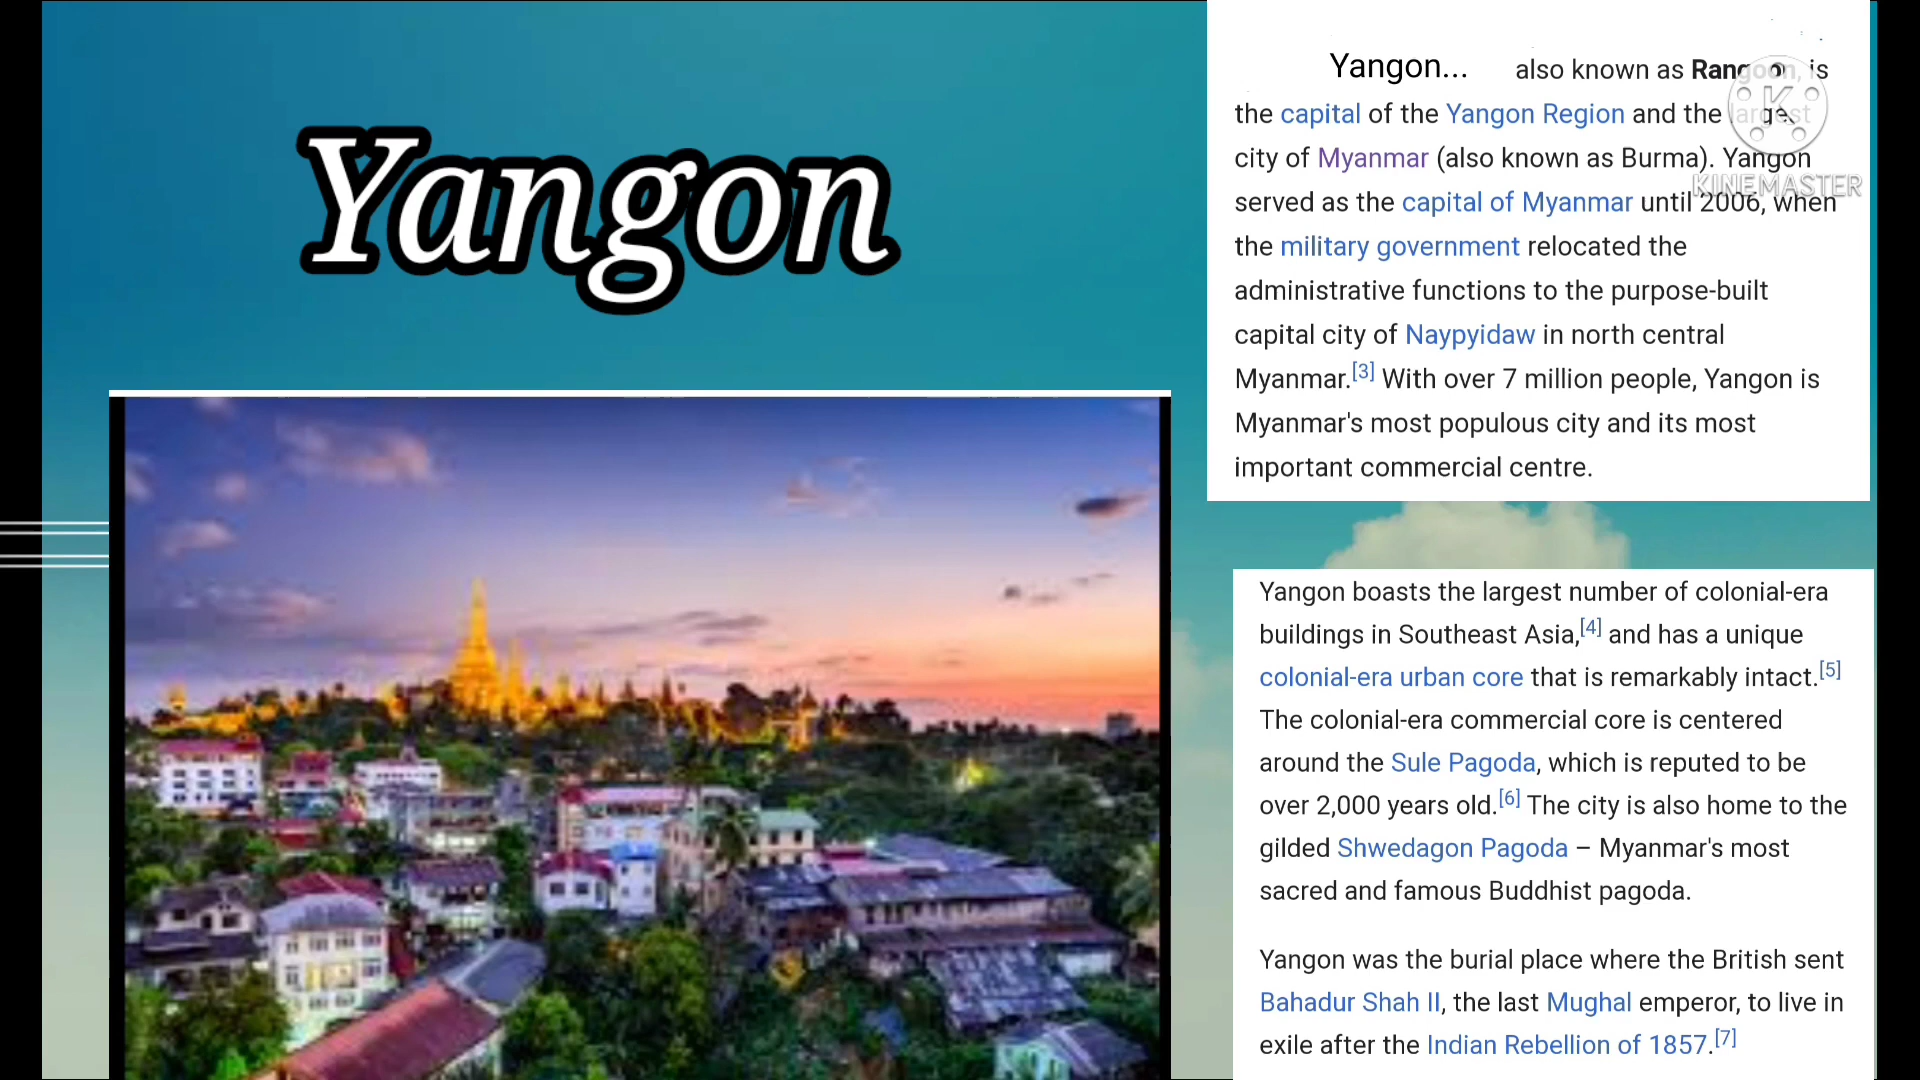 Yangon
Yangon... also known as Rangoon, is
the capital of the Yangon Region and the largest
city of Myanmar (also known as Burma). Yangon
served as the capital of Myanmar until 2006, when
the military government relocated the
administrative functions to the purpose-built
capital city of Naypyidaw in north central
Myanmar.[3] With over 7 million people, Yangon is
Myanmar's most populous city and its most
important commercial centre.
K
KINEMASTER
Yangon boasts the largest number of colonial-era
buildings in Southeast Asia,[4] and has a unique
colonial-era urban core that is remarkably intact.[5]
The colonial-era commercial core is centered
around the Sule Pagoda, which is reputed to be
over 2,000 years old.[6] The city is also home to the
gilded Shwedagon Pagoda – Myanmar's most
sacred and famous Buddhist pagoda.
Yangon was the burial place where the British sent
Bahadur Shah II, the last Mughal emperor, to live in
exile after the Indian Rebellion of 1857.[7]